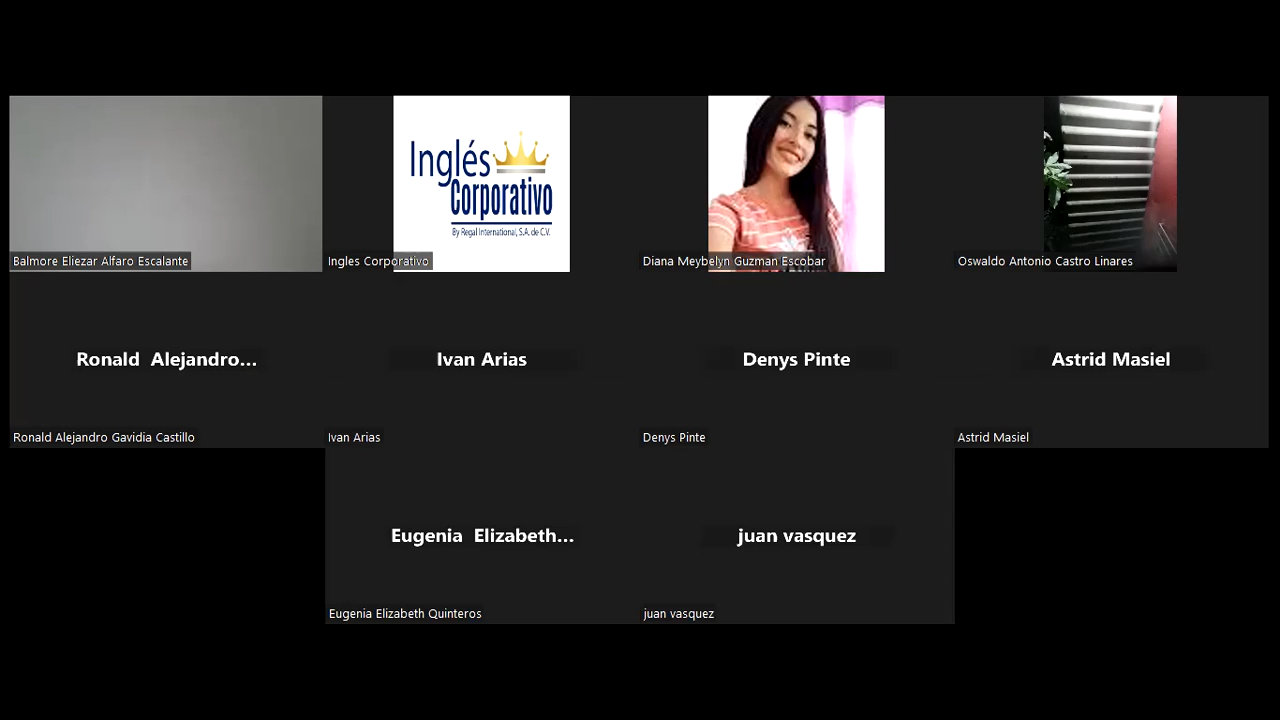 Inglés
Corporativo
By Regal International, S.A. de C.V.
Balmore Eliezar Alfaro Escalante
Ingles Corporativo
Diana Meybelyn Guzman Escobar
Oswaldo Antonio Castro Linares
Ronald Alejandro...
Ivan Arias
Denys Pinte
Astrid Masiel
Ronald Alejandro Gavidia Castillo
Ivan Arias
Denys Pinte
Astrid Masiel
Eugenia Elizabeth...
juan vasquez
Eugenia Elizabeth Quinteros
juan vasquez